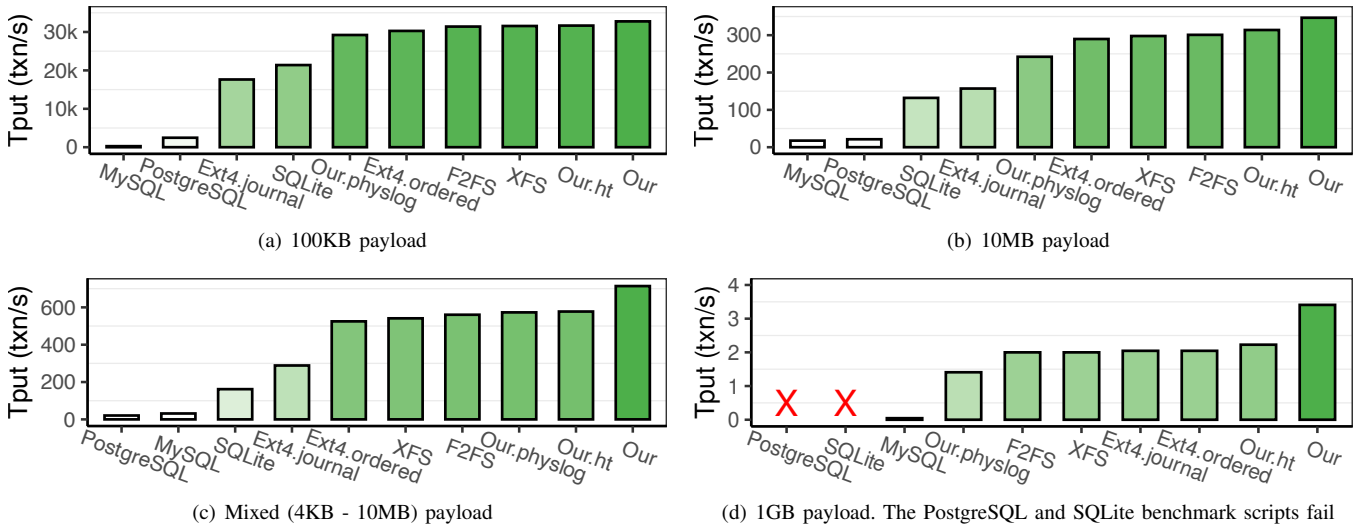 Tput (txn/s)
30k
20k
10k
0
MySQL
PostgreSQL
Ext4.journal
SQLite
Our.physlog
Ext4.ordered
F2FS
XFS
Our.ht
Our
(a) 100KB payload
Tput (txn/s)
300
200
100
0
MySQL
PostgreSQL
SQLite
Ext4.journal
Our.physlog
Ext4.ordered
XFS
F2FS
Our.ht
Our
(b) 10MB payload
Tput (txn/s)
600
400
200
0
PostgreSQL
MySQL
SQLite
Ext4.journal
Ext4.ordered
XFS
F2FS
Our.physlog
Our.ht
Our
(c) Mixed (4KB - 10MB) payload
Tput (txn/s)
4
3
2
1
0
X
X
PostgreSQL
SQLite
MySQL
Our.physlog
F2FS
XFS
Ext4.journal
Ext4.ordered
Our.ht
Our
(d) 1GB payload. The PostgreSQL and SQLite benchmark scripts fail